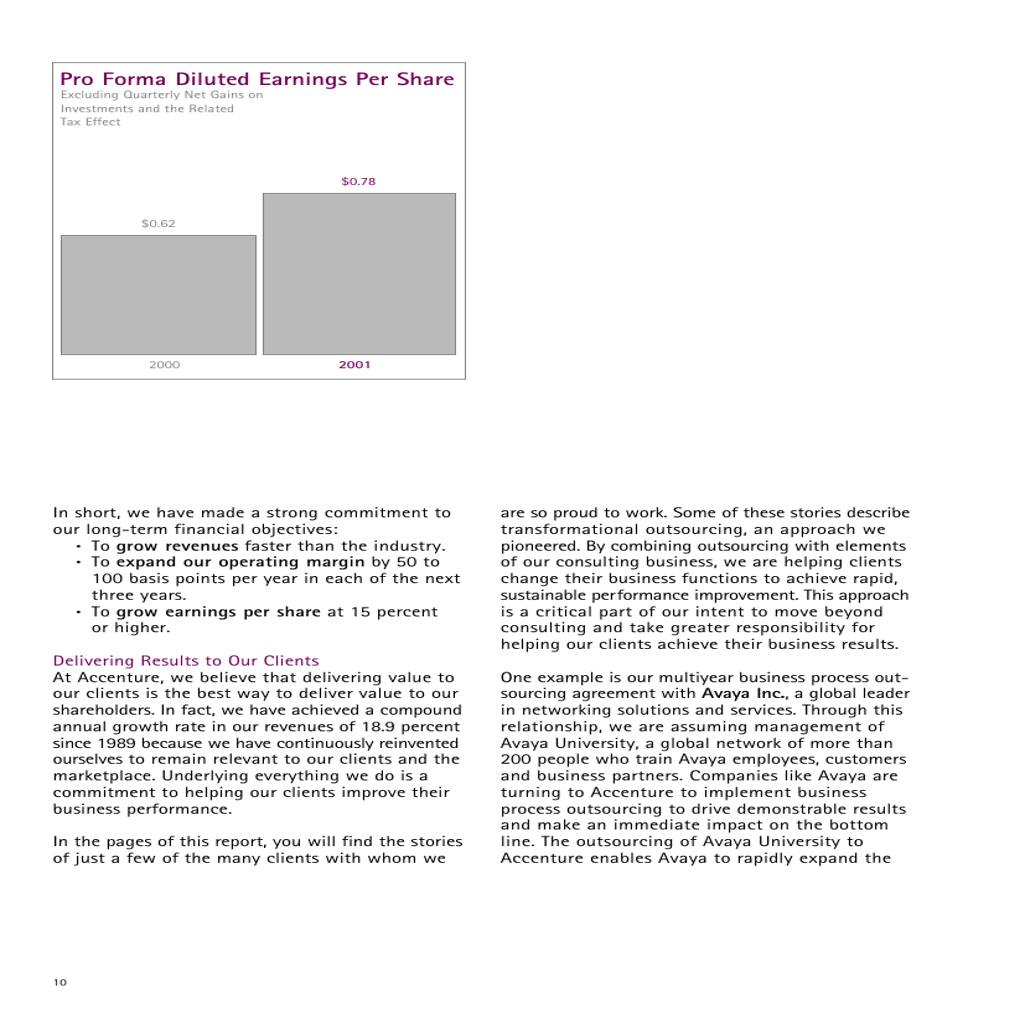 Pro Forma Diluted Earnings Per Share
Excluding Quarterly Net Gains on
Investments and the Related
Tax Effect
$0.78
$0.62
2000
2001
In short, we have made a strong commitment to
our long-term financial objectives:
• To grow revenues faster than the industry.
• To expand our operating margin by 50 to
100 basis points per year in each of the next
three years.
• To grow earnings per share at 15 percent
or higher.
Delivering Results to Our Clients
At Accenture, we believe that delivering value to
our clients is the best way to deliver value to our
shareholders. In fact, we have achieved a compound
annual growth rate in our revenues of 18.9 percent
since 1989 because we have continuously reinvented
ourselves to remain relevant to our clients and the
marketplace. Underlying everything we do is a
commitment to helping our clients improve their
business performance.
In the pages of this report, you will find the stories
of just a few of the many clients with whom we
are so proud to work. Some of these stories describe
transformational outsourcing, an approach we
pioneered. By combining outsourcing with elements
of our consulting business, we are helping clients
change their business functions to achieve rapid,
sustainable performance improvement. This approach
is a critical part of our intent to move beyond
consulting and take greater responsibility for
helping our clients achieve their business results.
One example is our multiyear business process out-
sourcing agreement with Avaya Inc., a global leader
in networking solutions and services. Through this
relationship, we are assuming management of
Avaya University, a global network of more than
200 people who train Avaya employees, customers
and business partners. Companies like Avaya are
turning to Accenture to implement business
process outsourcing to drive demonstrable results
and make an immediate impact on the bottom
line. The outsourcing of Avaya University to
Accenture enables Avaya to rapidly expand the
10